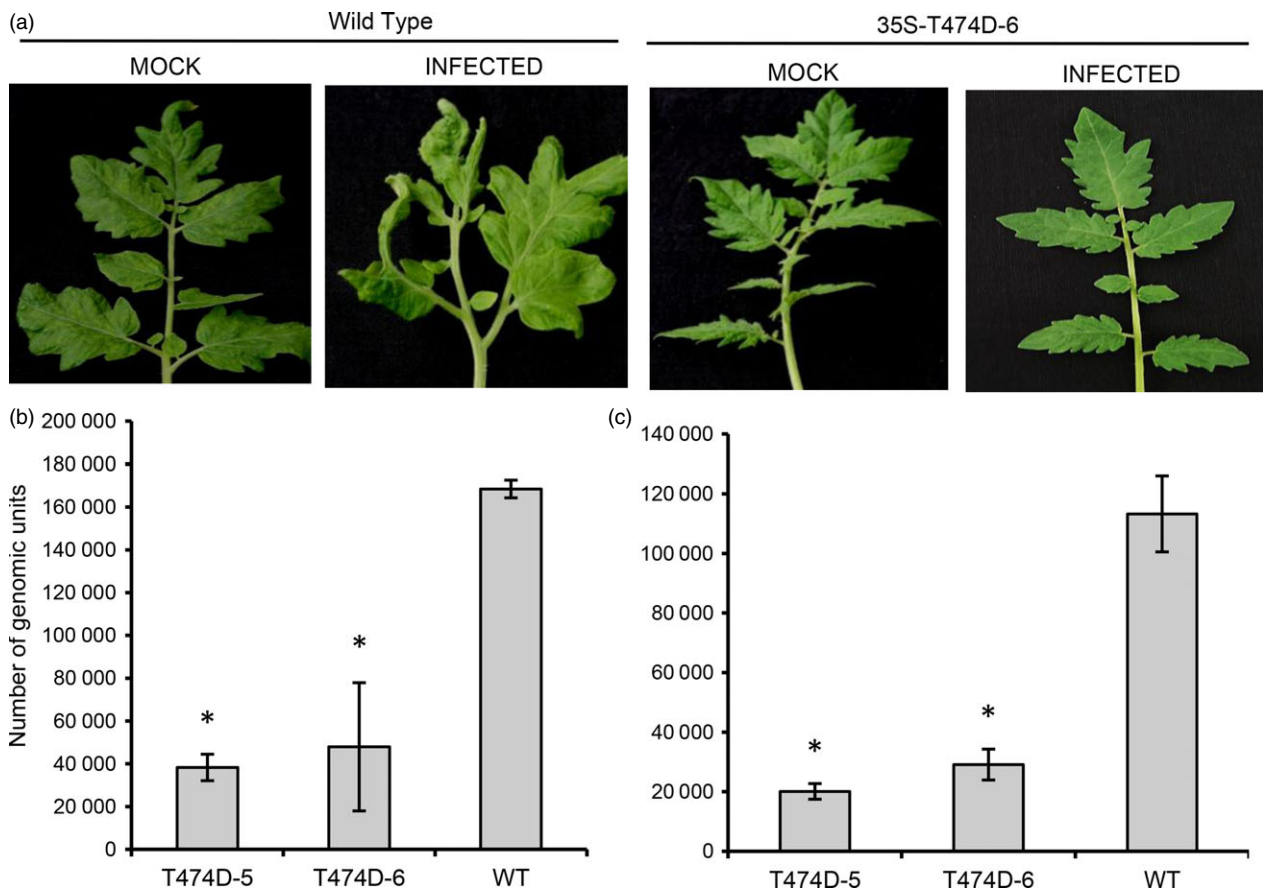 (a)
Wild Type
35S-T474D-6
MOCK
INFECTED
MOCK
INFECTED
(b)
Number of genomic units
200 000
180 000
160 000
140 000
120 000
100 000
80 000
60 000
40 000
20 000
0
*
*
T474D-5
T474D-6
WT
(c)
140 000
120 000
100 000
80 000
60 000
40 000
20 000
0
*
*
T474D-5
T474D-6
WT